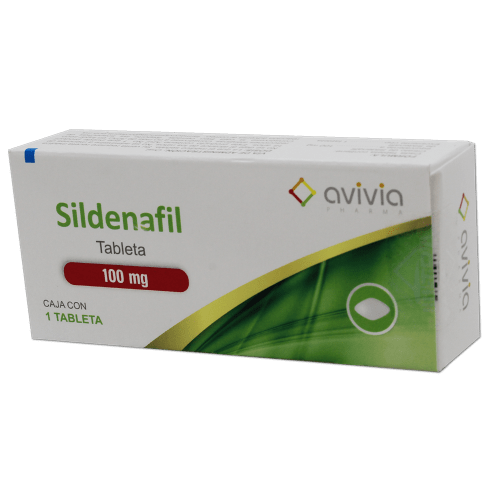 Sildenafil
Tableta
100 mg
CAJA CON
1 TABLETA
avivia
PHARMA
avivia